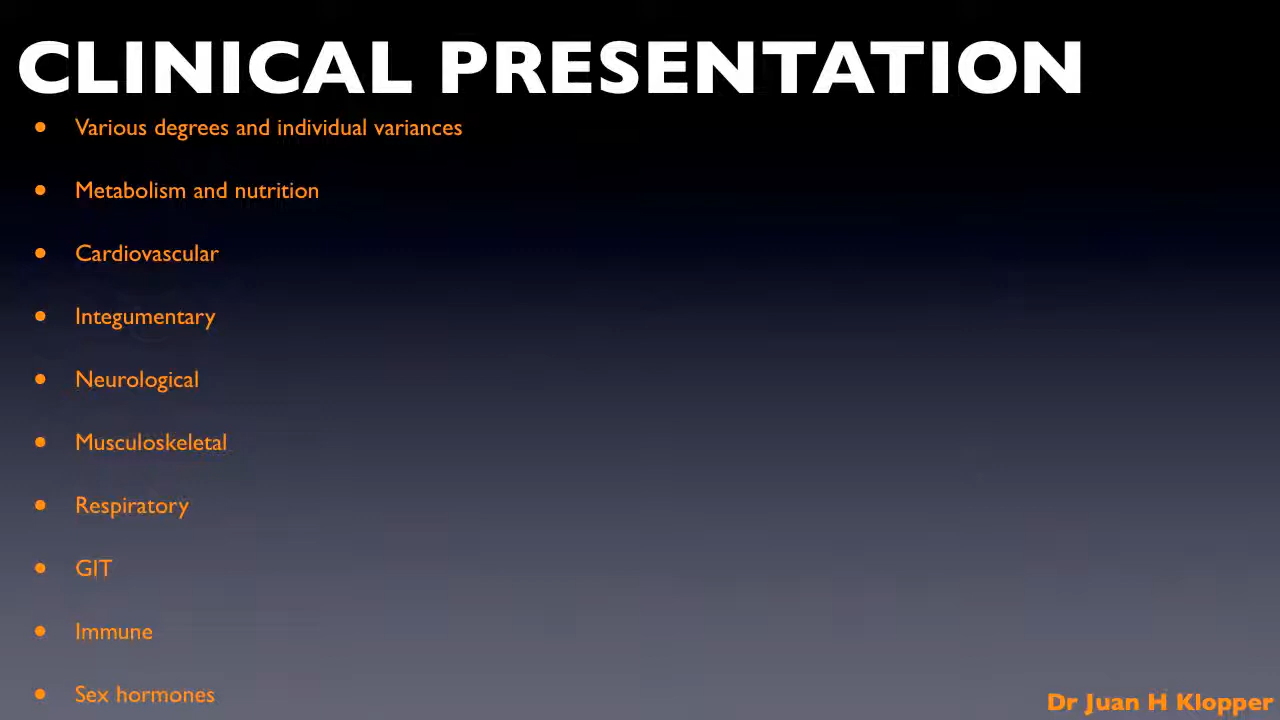 CLINICAL PRESENTATION
• Various degrees and individual variances
• Metabolism and nutrition
• Cardiovascular
• Integumentary
• Neurological
• Musculoskeletal
• Respiratory
• GIT
• Immune
• Sex hormones
Dr Juan H Klopper